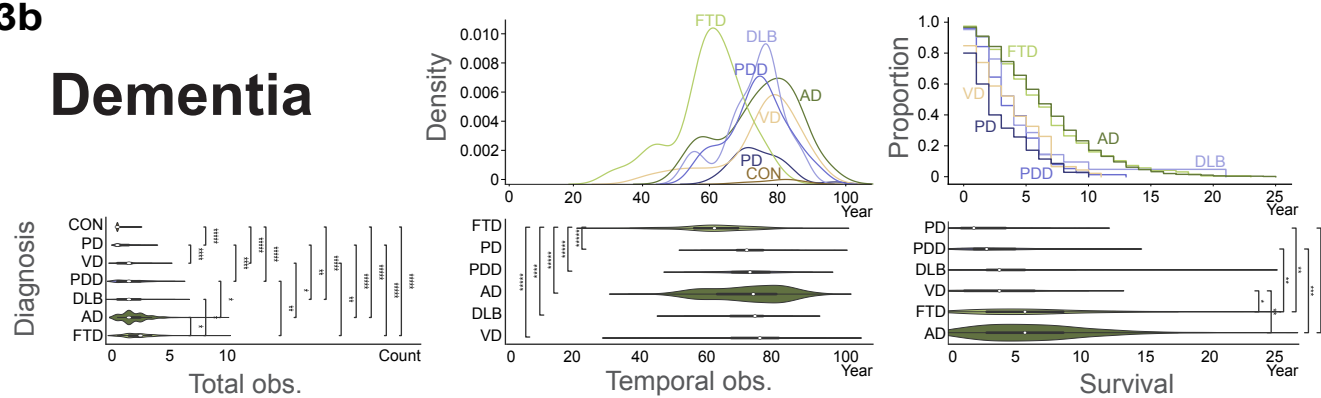 3b
Dementia
Density
0.010
0.008
0.006
0.004
0.002
0
FTD
DLB
PDD
AD
VD
PD
CON
0 20 40 60 80 100
Year
Proportion
1.0
0.8
0.6
0.4
0.2
0
FTD
VD
PD
AD
DLB
PDD
0 5 10 15 20 25
Year
Diagnosis
CON
PD
VD
PDD
DLB
AD
FTD
0 5 10 Count
Total obs.
FTD
PD
PDD
AD
DLB
VD
0 20 40 60 80 100
Year
Temporal obs.
PD
PDD
DLB
VD
FTD
AD
0 5 10 15 20 25
Year
Survival